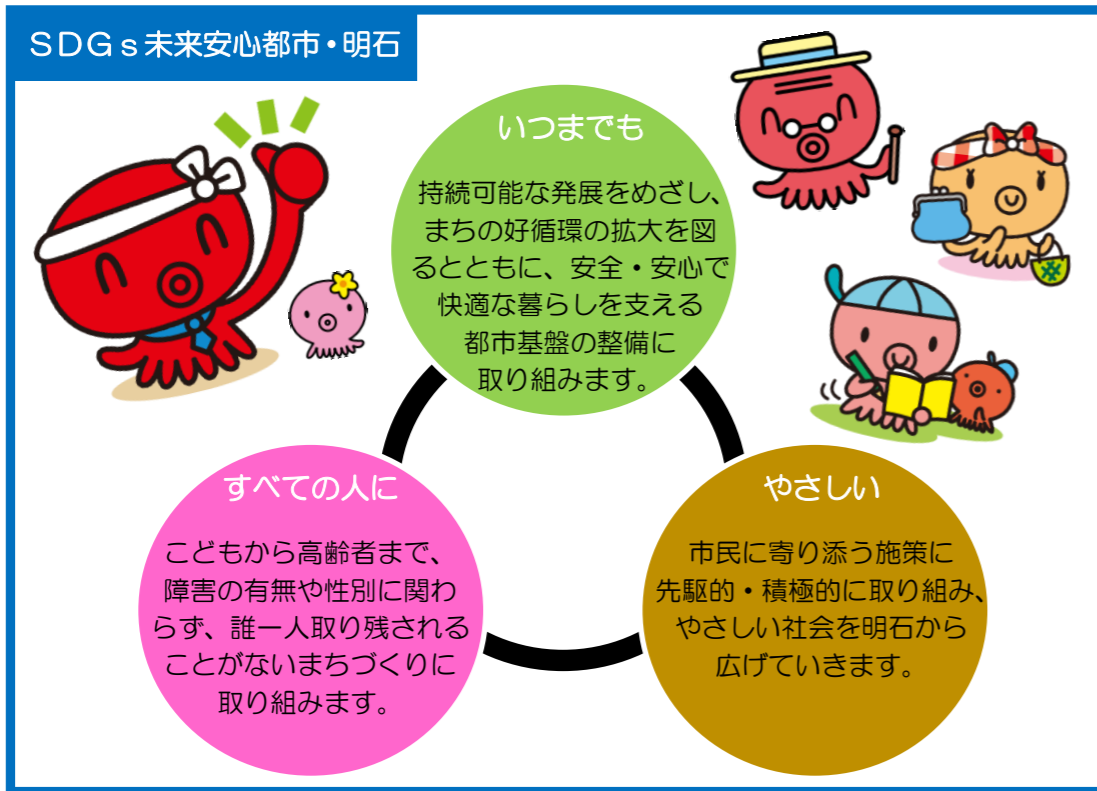 SDGs未来安心都市・明石
いつまでも
持続可能な発展をめざし、
まちの好循環の拡大を図
るとともに、安全・安心で
快適な暮らしを支える
都市基盤の整備に
取り組みます。
すべての人に
こどもから高齢者まで、
障害の有無や性別に関わ
らず、誰一人取り残される
ことがないまちづくりに
取り組みます。
やさしい
市民に寄り添う施策に
先駆的・積極的に取り組み、
やさしい社会を明石から
広げていきます。